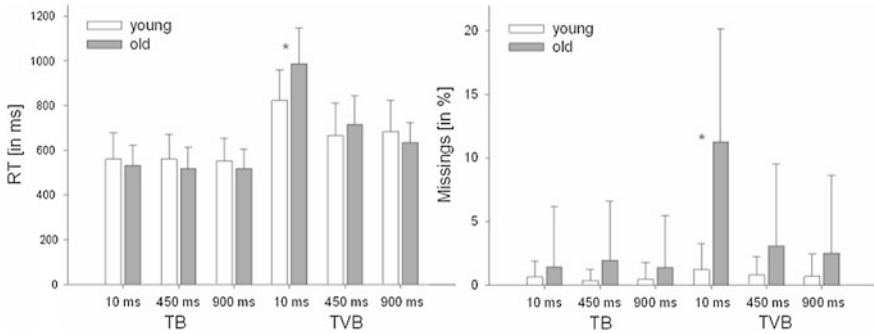 1200
1000
800
600
400
200
0
RT [in ms]
young
old
*
10 ms 450 ms 900 ms 10 ms 450 ms 900 ms
TB TVB
20
15
10
5
0
Missings [in %]
young
old
*
10 ms 450 ms 900 ms 10 ms 450 ms 900 ms
TB TVB